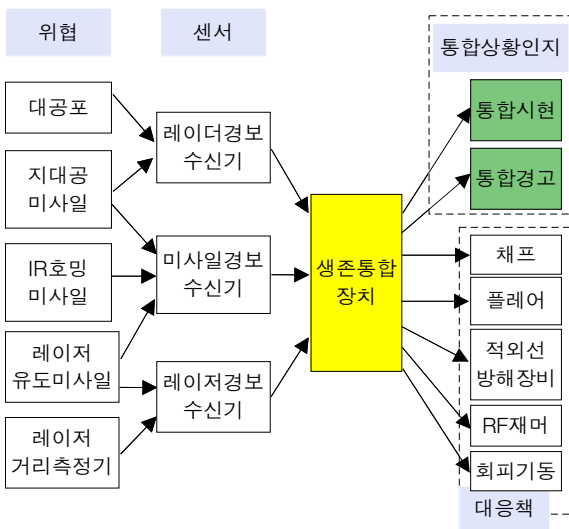 위협
센서
통합상황인지
대공포
지대공
미사일
IR호밍
미사일
레이저
유도미사일
레이저
거리측정기
레이더경보
수신기
미사일경보
수신기
레이저경보
수신기
생존통합
장치
통합시현
통합경고
채프
플레어
적외선
방해장비
RF재머
회피기동
대응책